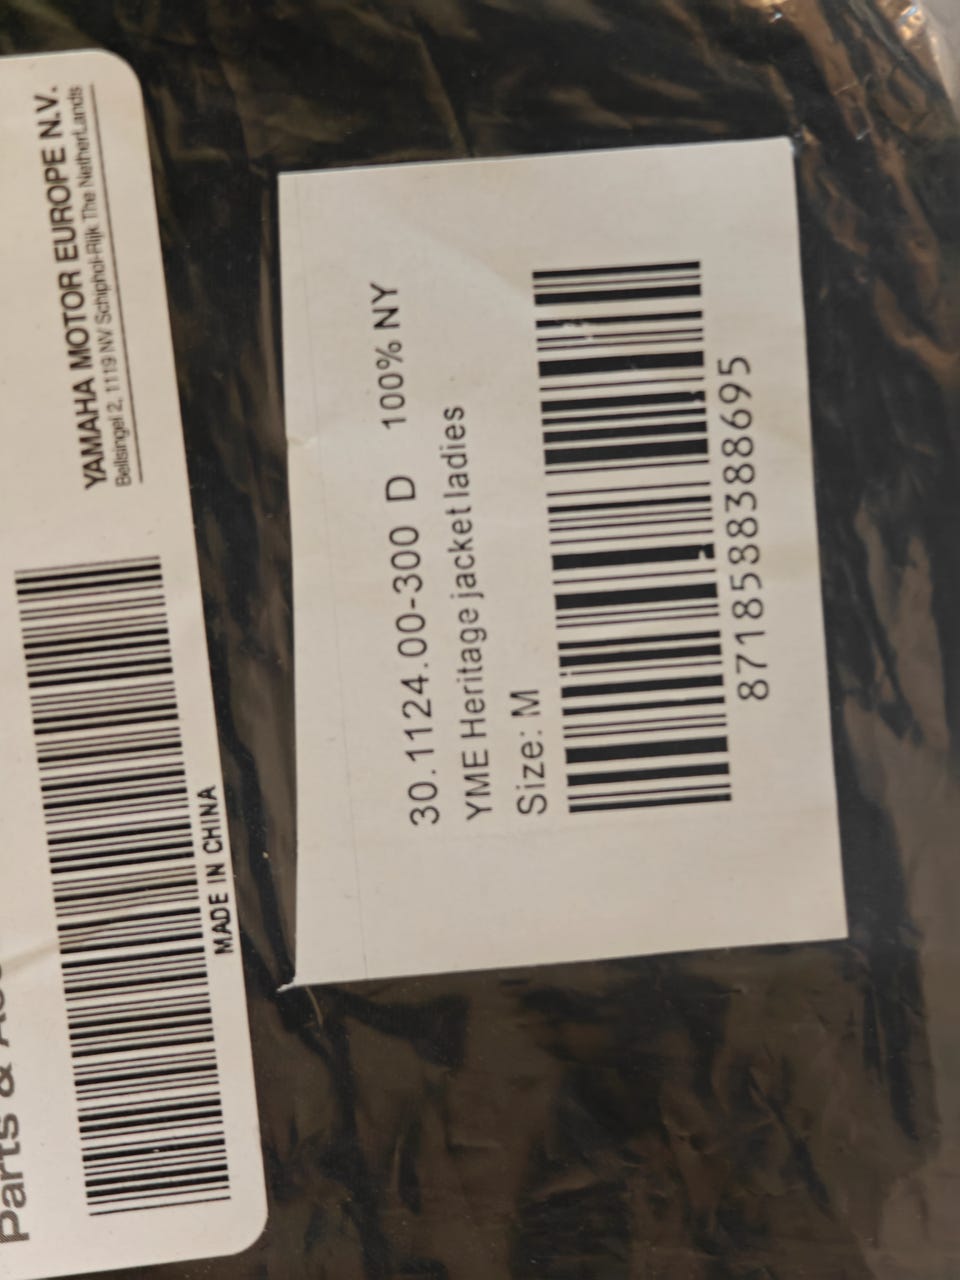 YAMAHA MOTOR EUROPE N.V.
Bellsingel 2, 1119 NV Schiphol-Rijk The NetherLands
MADE IN CHINA
Parts &
30.1124.00-300 D 100% NY
YME Heritage jacket ladies
Size: M
8718588388695